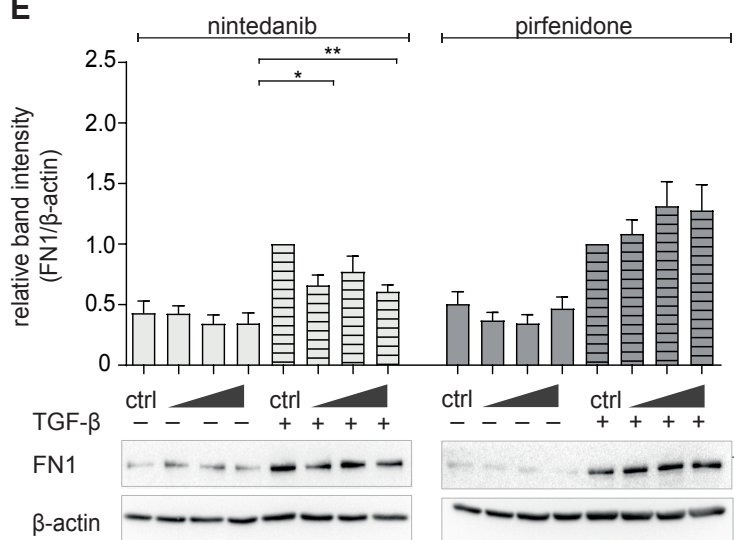 E
nintedanib pirfenidone
**
*
relative band intensity
(FN1/β-actin)
2.5
2.0
1.5
1.0
0.5
0
ctrl ctrl ctrl ctrl
TGF-β − − − − + + + + − − − − + + + +
FN1
β-actin